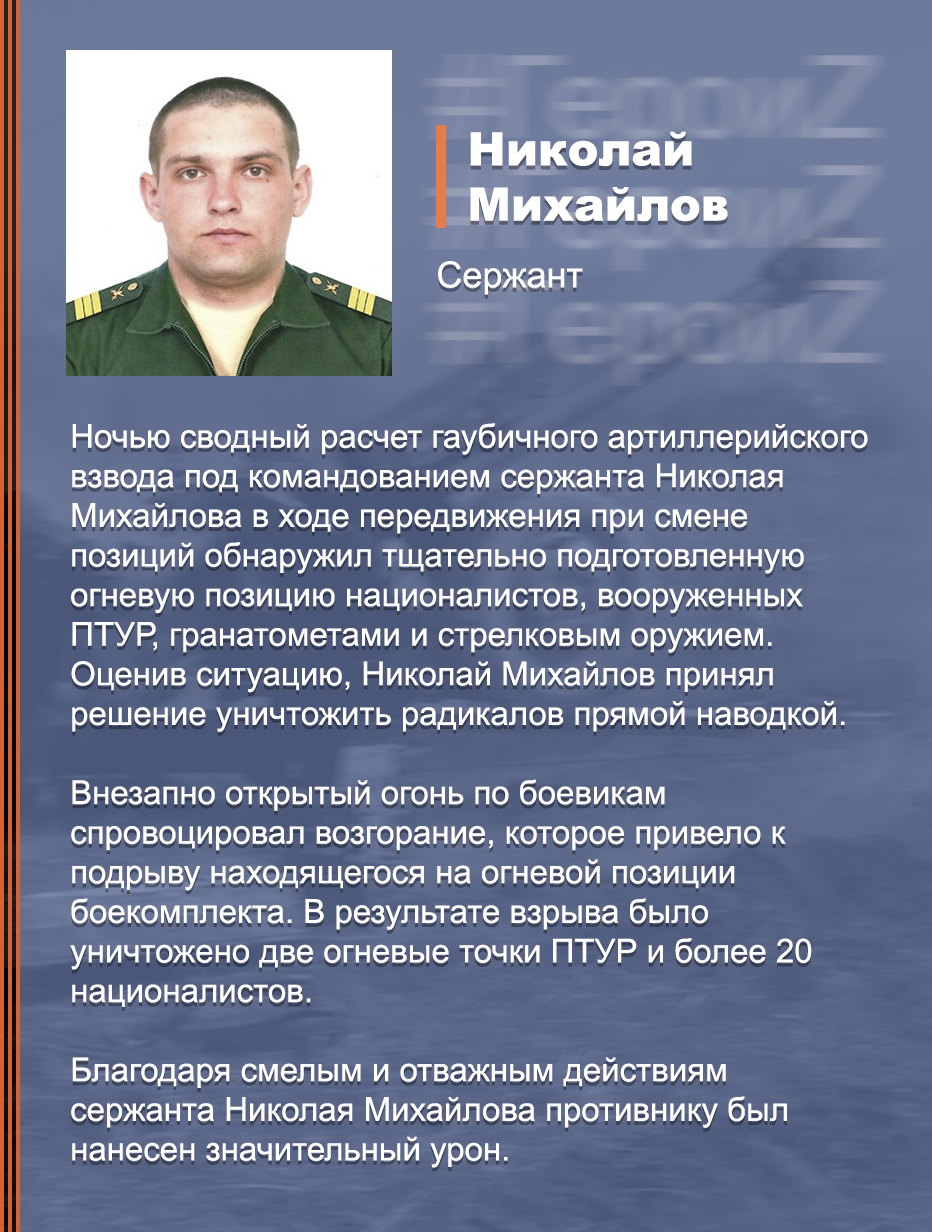 #ГероиZ
Николай
#ГероиZ
Михайлов
Сержант
#ГероиZ
Ночью сводный расчет гаубичного артиллерийского
взвода под командованием сержанта Николая
Михайлова в ходе передвижения при смене
позиций обнаружил тщательно подготовленную
огневую позицию националистов, вооруженных
ПТУР, гранатометами и стрелковым оружием.
Оценив ситуацию, Николай Михайлов принял
решение уничтожить радикалов прямой наводкой.
Внезапно открытый огонь по боевикам
спровоцировал возгорание, которое привело к
подрыву находящегося на огневой позиции
боекомплекта. В результате взрыва было
уничтожено две огневые точки ПТУР и более 20
националистов.
Благодаря смелым и отважным действиям
сержанта Николая Михайлова противнику был
нанесен значительный урон.